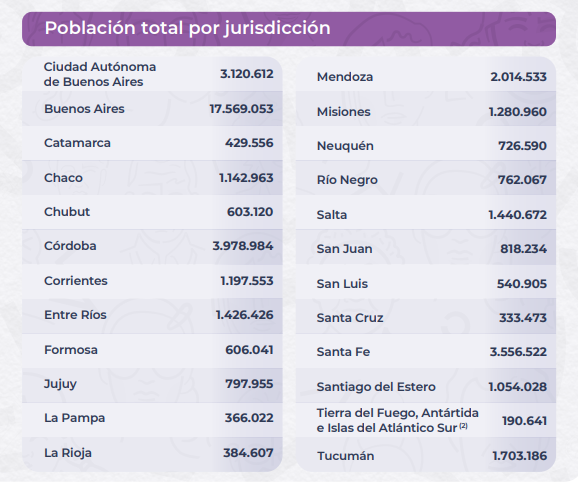 Población total por jurisdicción
Ciudad Autónoma
de Buenos Aires 3.120.612
Buenos Aires 17.569.053
Catamarca 429.556
Chaco 1.142.963
Chubut 603.120
Córdoba 3.978.984
Corrientes 1.197.553
Entre Ríos 1.426.426
Formosa 606.041
Jujuy 797.955
La Pampa 366.022
La Rioja 384.607
Mendoza 2.014.533
Misiones 1.280.960
Neuquén 726.590
Río Negro 762.067
Salta 1.440.672
San Juan 818.234
San Luis 540.905
Santa Cruz 333.473
Santa Fe 3.556.522
Santiago del Estero 1.054.028
Tierra del Fuego, Antártida
e Islas del Atlántico Sur (2) 190.641
Tucumán 1.703.186